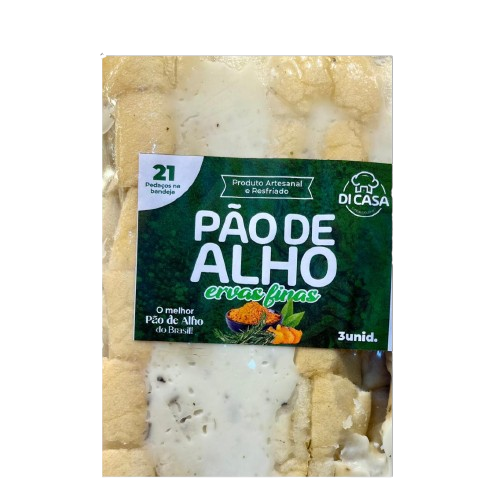 21
Pedaços na
bandeja
Produto Artesanal
e Resfriado
DI CASA
PÃO DE
ALHO
ervas finas
O melhor
Pão de Alho
do Brasil!
3unid.